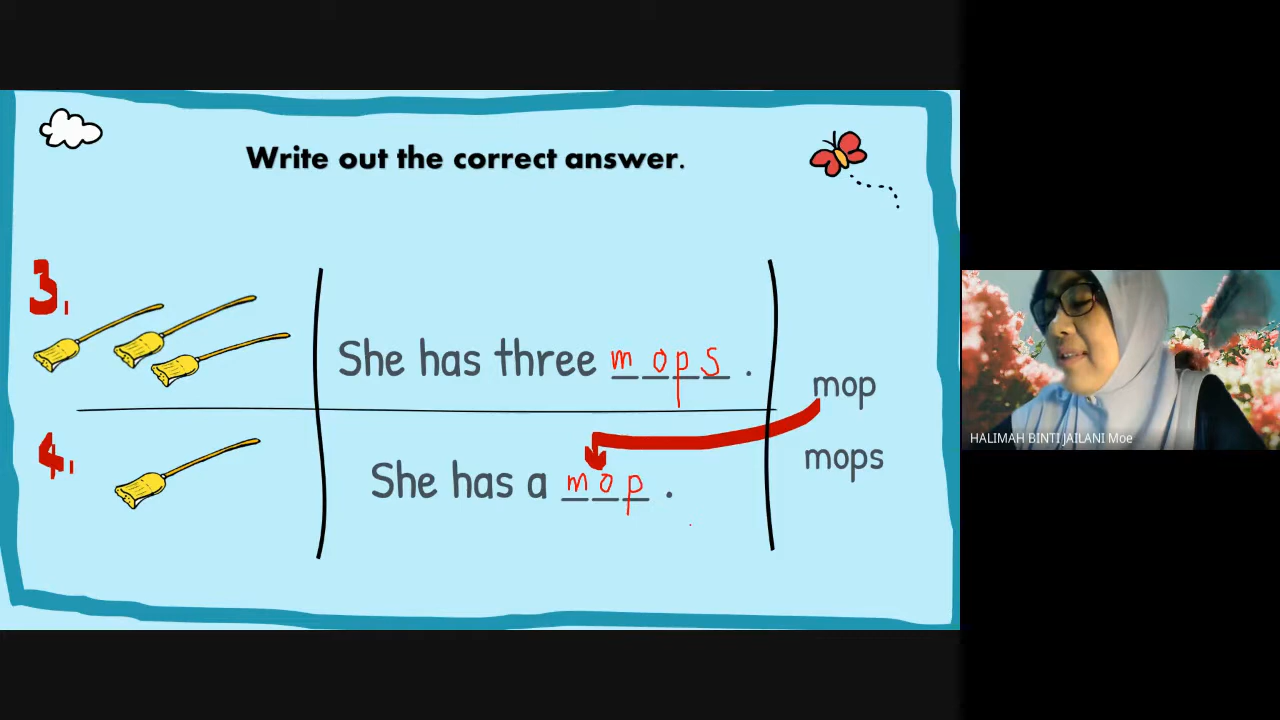 Write out the correct answer.
3.
She has three mops.
mop
4.
She has a mop.
mops
HALIMAH BINTI JAILANI Moe